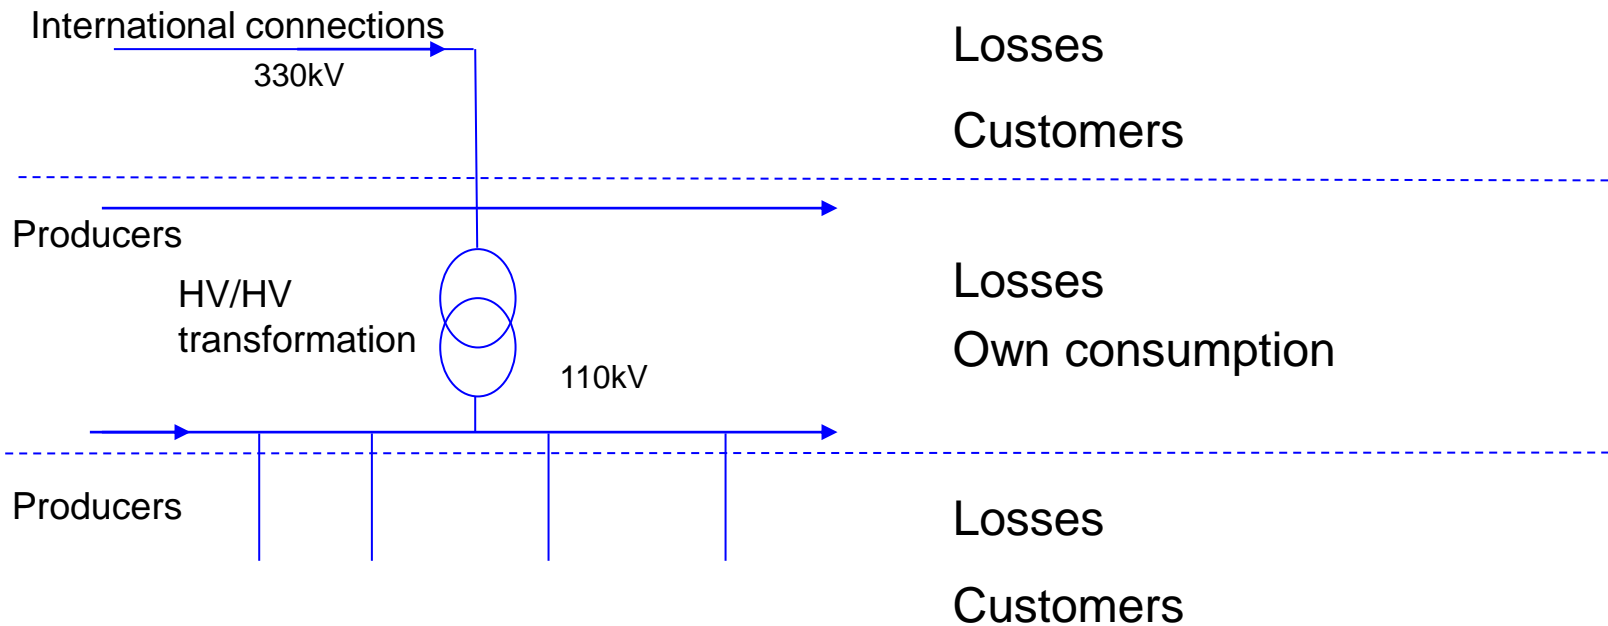 International connections
330kV
Losses
Customers
Producers
HV/HV
transformation
110kV
Losses
Own consumption
Producers
Losses
Customers